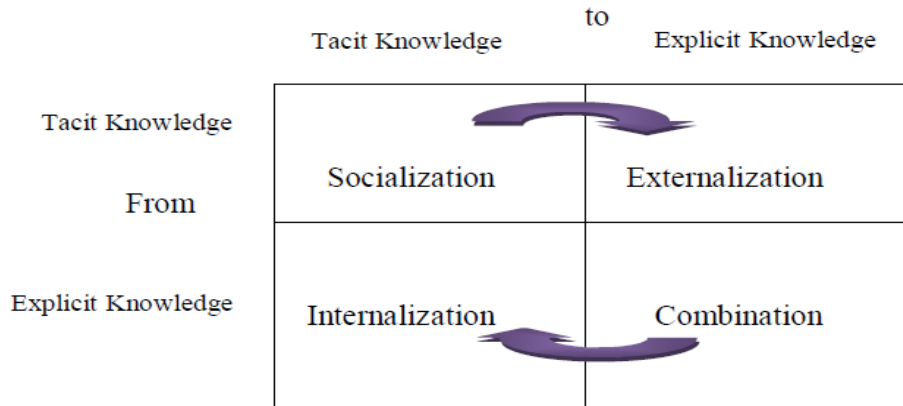 to
Tacit Knowledge Explicit Knowledge
Tacit Knowledge
Socialization Externalization
From
Explicit Knowledge
Internalization Combination